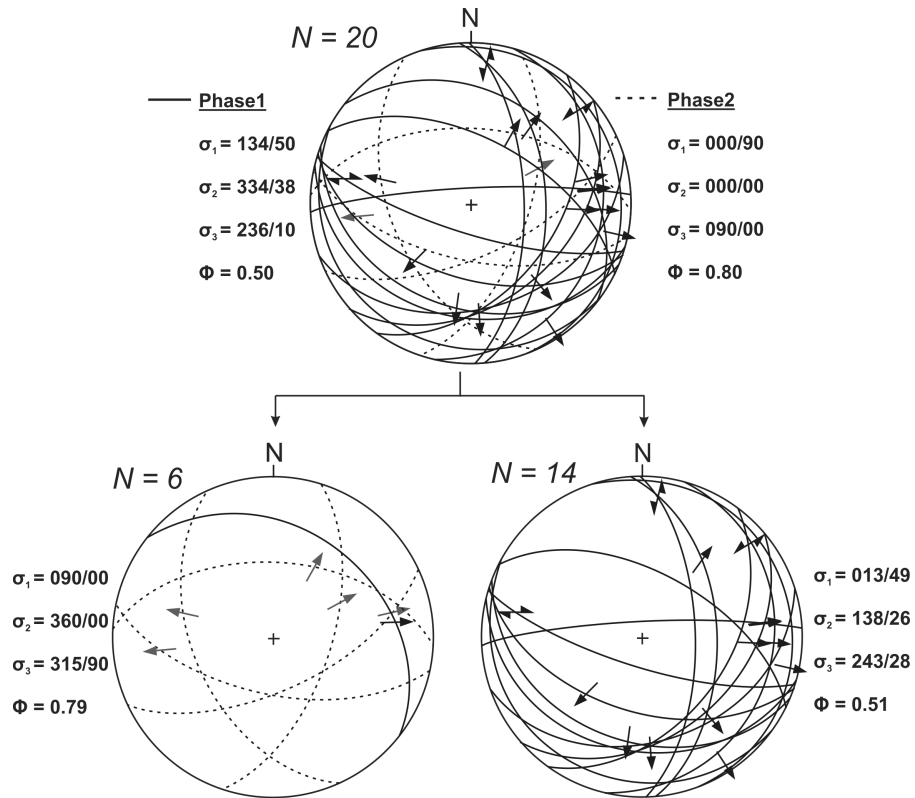 N
N = 20
Phase1
σ1 = 134/50
σ2 = 334/38
σ3 = 236/10
Φ = 0.50
Phase2
σ1 = 000/90
σ2 = 000/00
σ3 = 090/00
Φ = 0.80
N
N = 6
σ1 = 090/00
σ2 = 360/00
σ3 = 315/90
Φ = 0.79
N
N = 14
σ1 = 013/49
σ2 = 138/26
σ3 = 243/28
Φ = 0.51